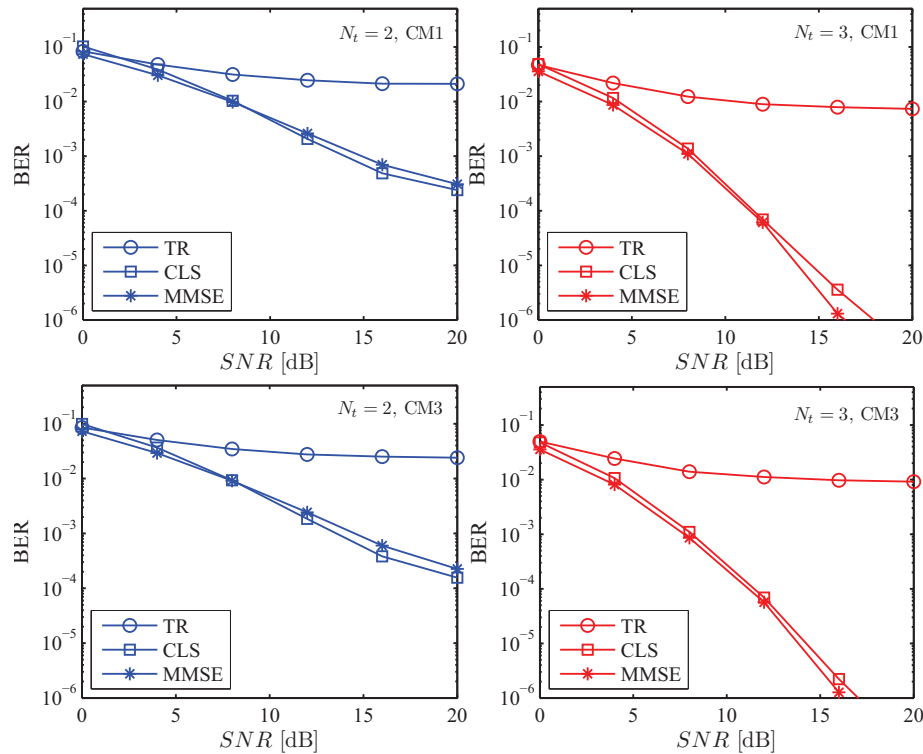 N_t = 2, CM1
10^{-1}
10^{-2}
10^{-3}
10^{-4}
10^{-5}
10^{-6}
BER
TR
CLS
MMSE
0 5 10 15 20
SNR [dB]
N_t = 3, CM1
10^{-1}
10^{-2}
10^{-3}
10^{-4}
10^{-5}
10^{-6}
BER
TR
CLS
MMSE
0 5 10 15 20
SNR [dB]
N_t = 2, CM3
10^{-1}
10^{-2}
10^{-3}
10^{-4}
10^{-5}
10^{-6}
BER
TR
CLS
MMSE
0 5 10 15 20
SNR [dB]
N_t = 3, CM3
10^{-1}
10^{-2}
10^{-3}
10^{-4}
10^{-5}
10^{-6}
BER
TR
CLS
MMSE
0 5 10 15 20
SNR [dB]